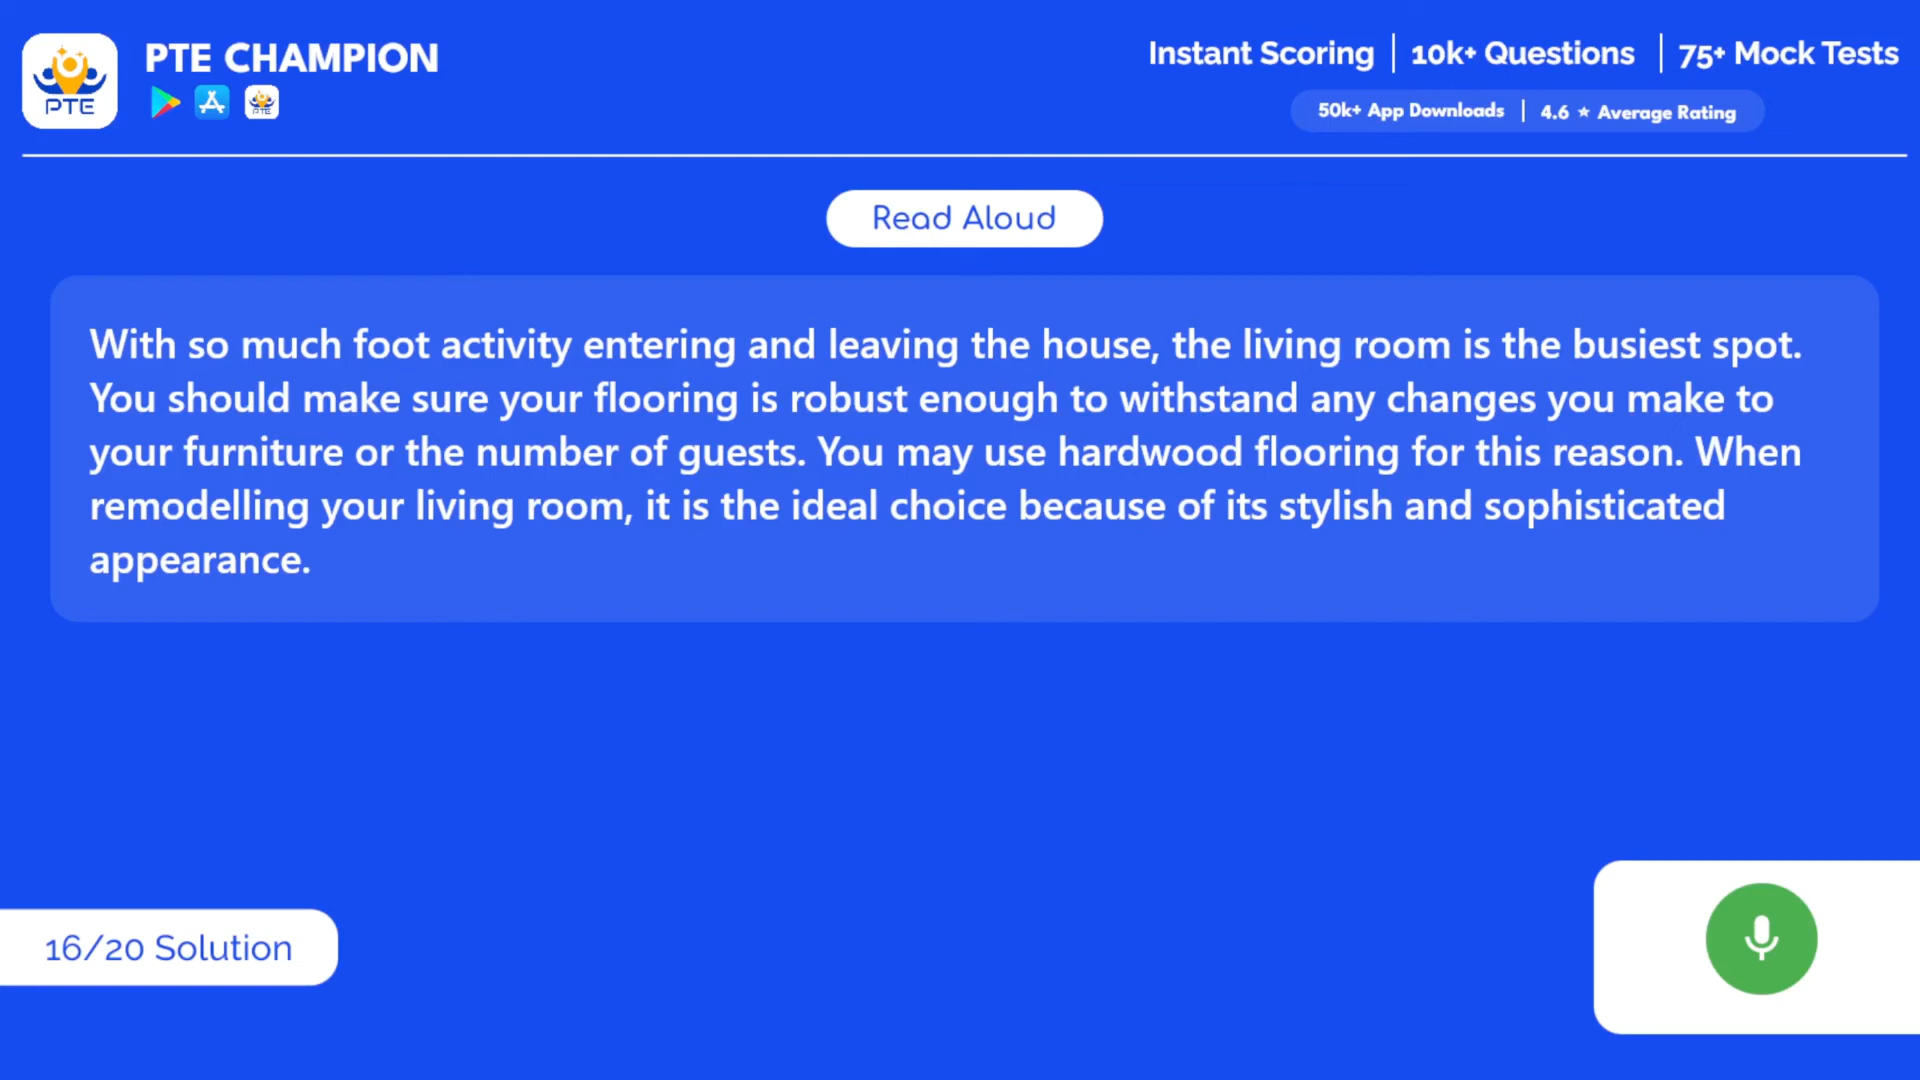 PTE CHAMPION
PTE
PTE
Instant Scoring | 10k+ Questions | 75+ Mock Tests
50k+ App Downloads | 4.6 ★ Average Rating
Read Aloud
With so much foot activity entering and leaving the house, the living room is the busiest spot.
You should make sure your flooring is robust enough to withstand any changes you make to
your furniture or the number of guests. You may use hardwood flooring for this reason. When
remodelling your living room, it is the ideal choice because of its stylish and sophisticated
appearance.
16/20 Solution